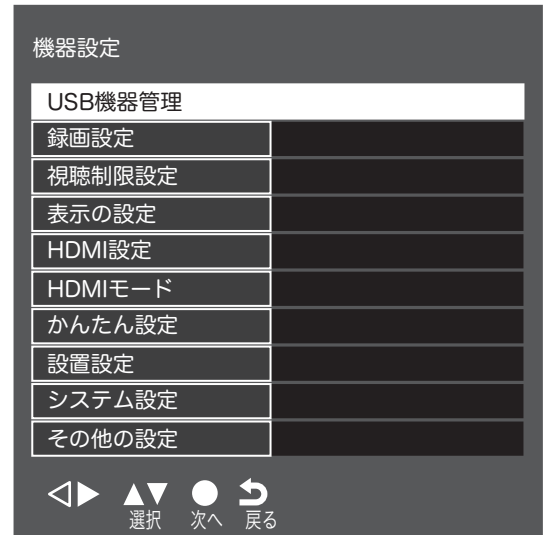 機器設定
USB機器管理
録画設定
視聴制限設定
表示の設定
HDMI設定
HDMIモード
かんたん設定
設置設定
システム設定
その他の設定
選択 次へ 戻る